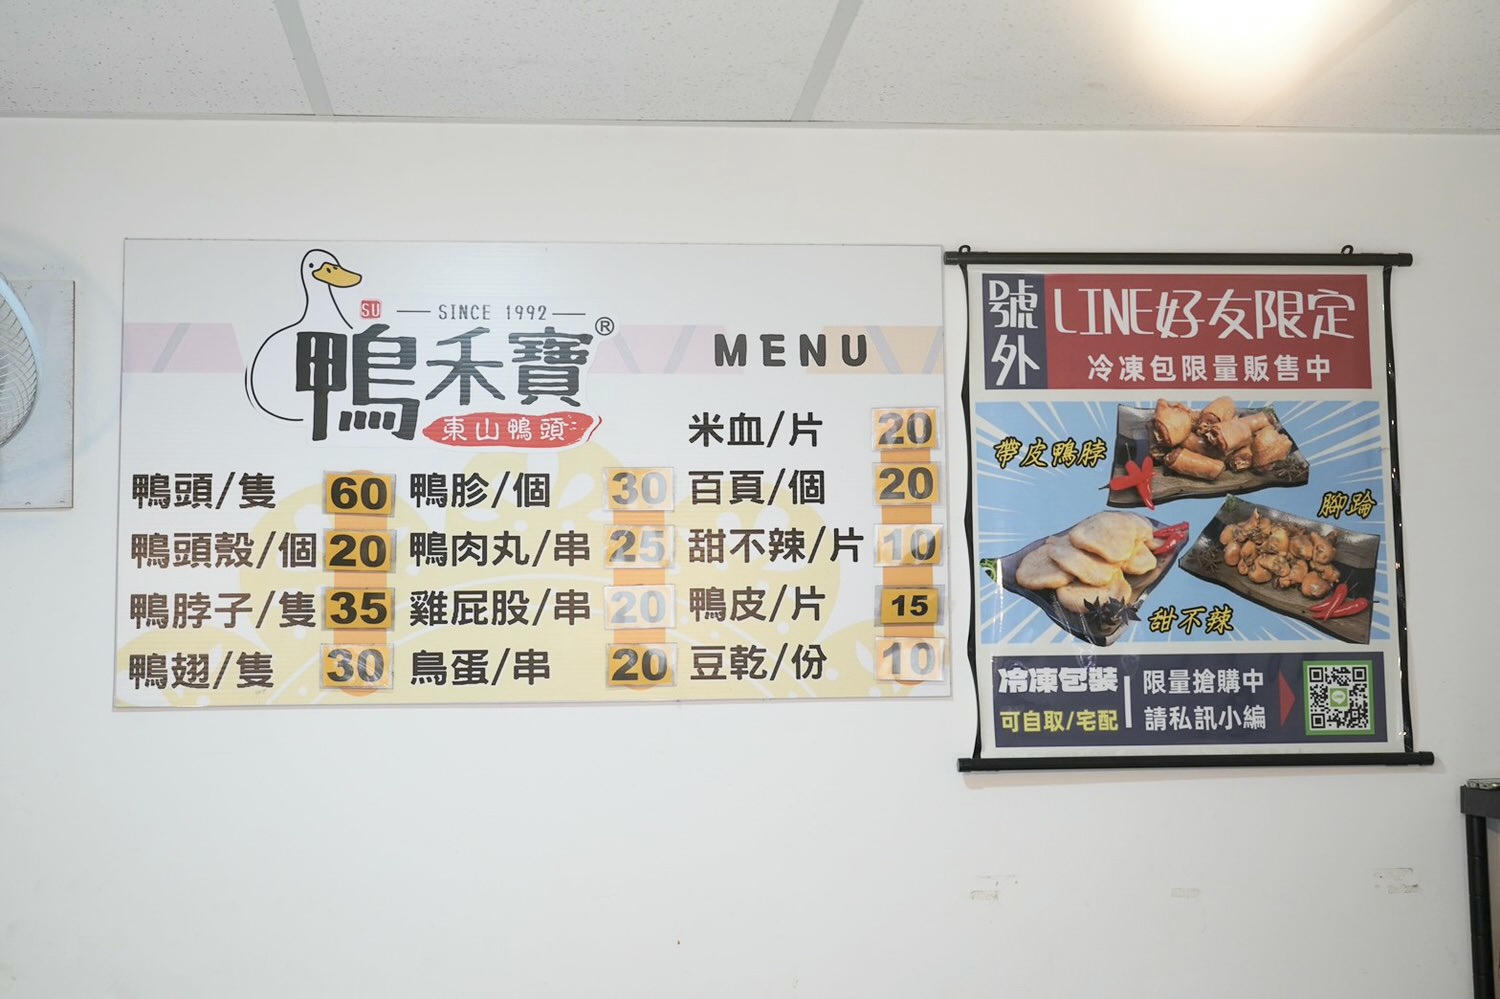 SU
SINCE 1992
鴨禾寶®
東山鴨頭
MENU
鴨頭/隻 60
鴨頭殼/個 20
鴨脖子/隻 35
鴨翅/隻 30
鴨胗/個 30
鴨肉丸/串 25
雞屁股/串 20
鳥蛋/串 20
米血/片 20
百頁/個 20
甜不辣/片 10
鴨皮/片 15
豆乾/份 10
號外
LINE好友限定
冷凍包限量販售中
帶皮鴨脖
腳踚
甜不辣
冷凍包裝
可自取/宅配
限量搶購中
請私訊小編